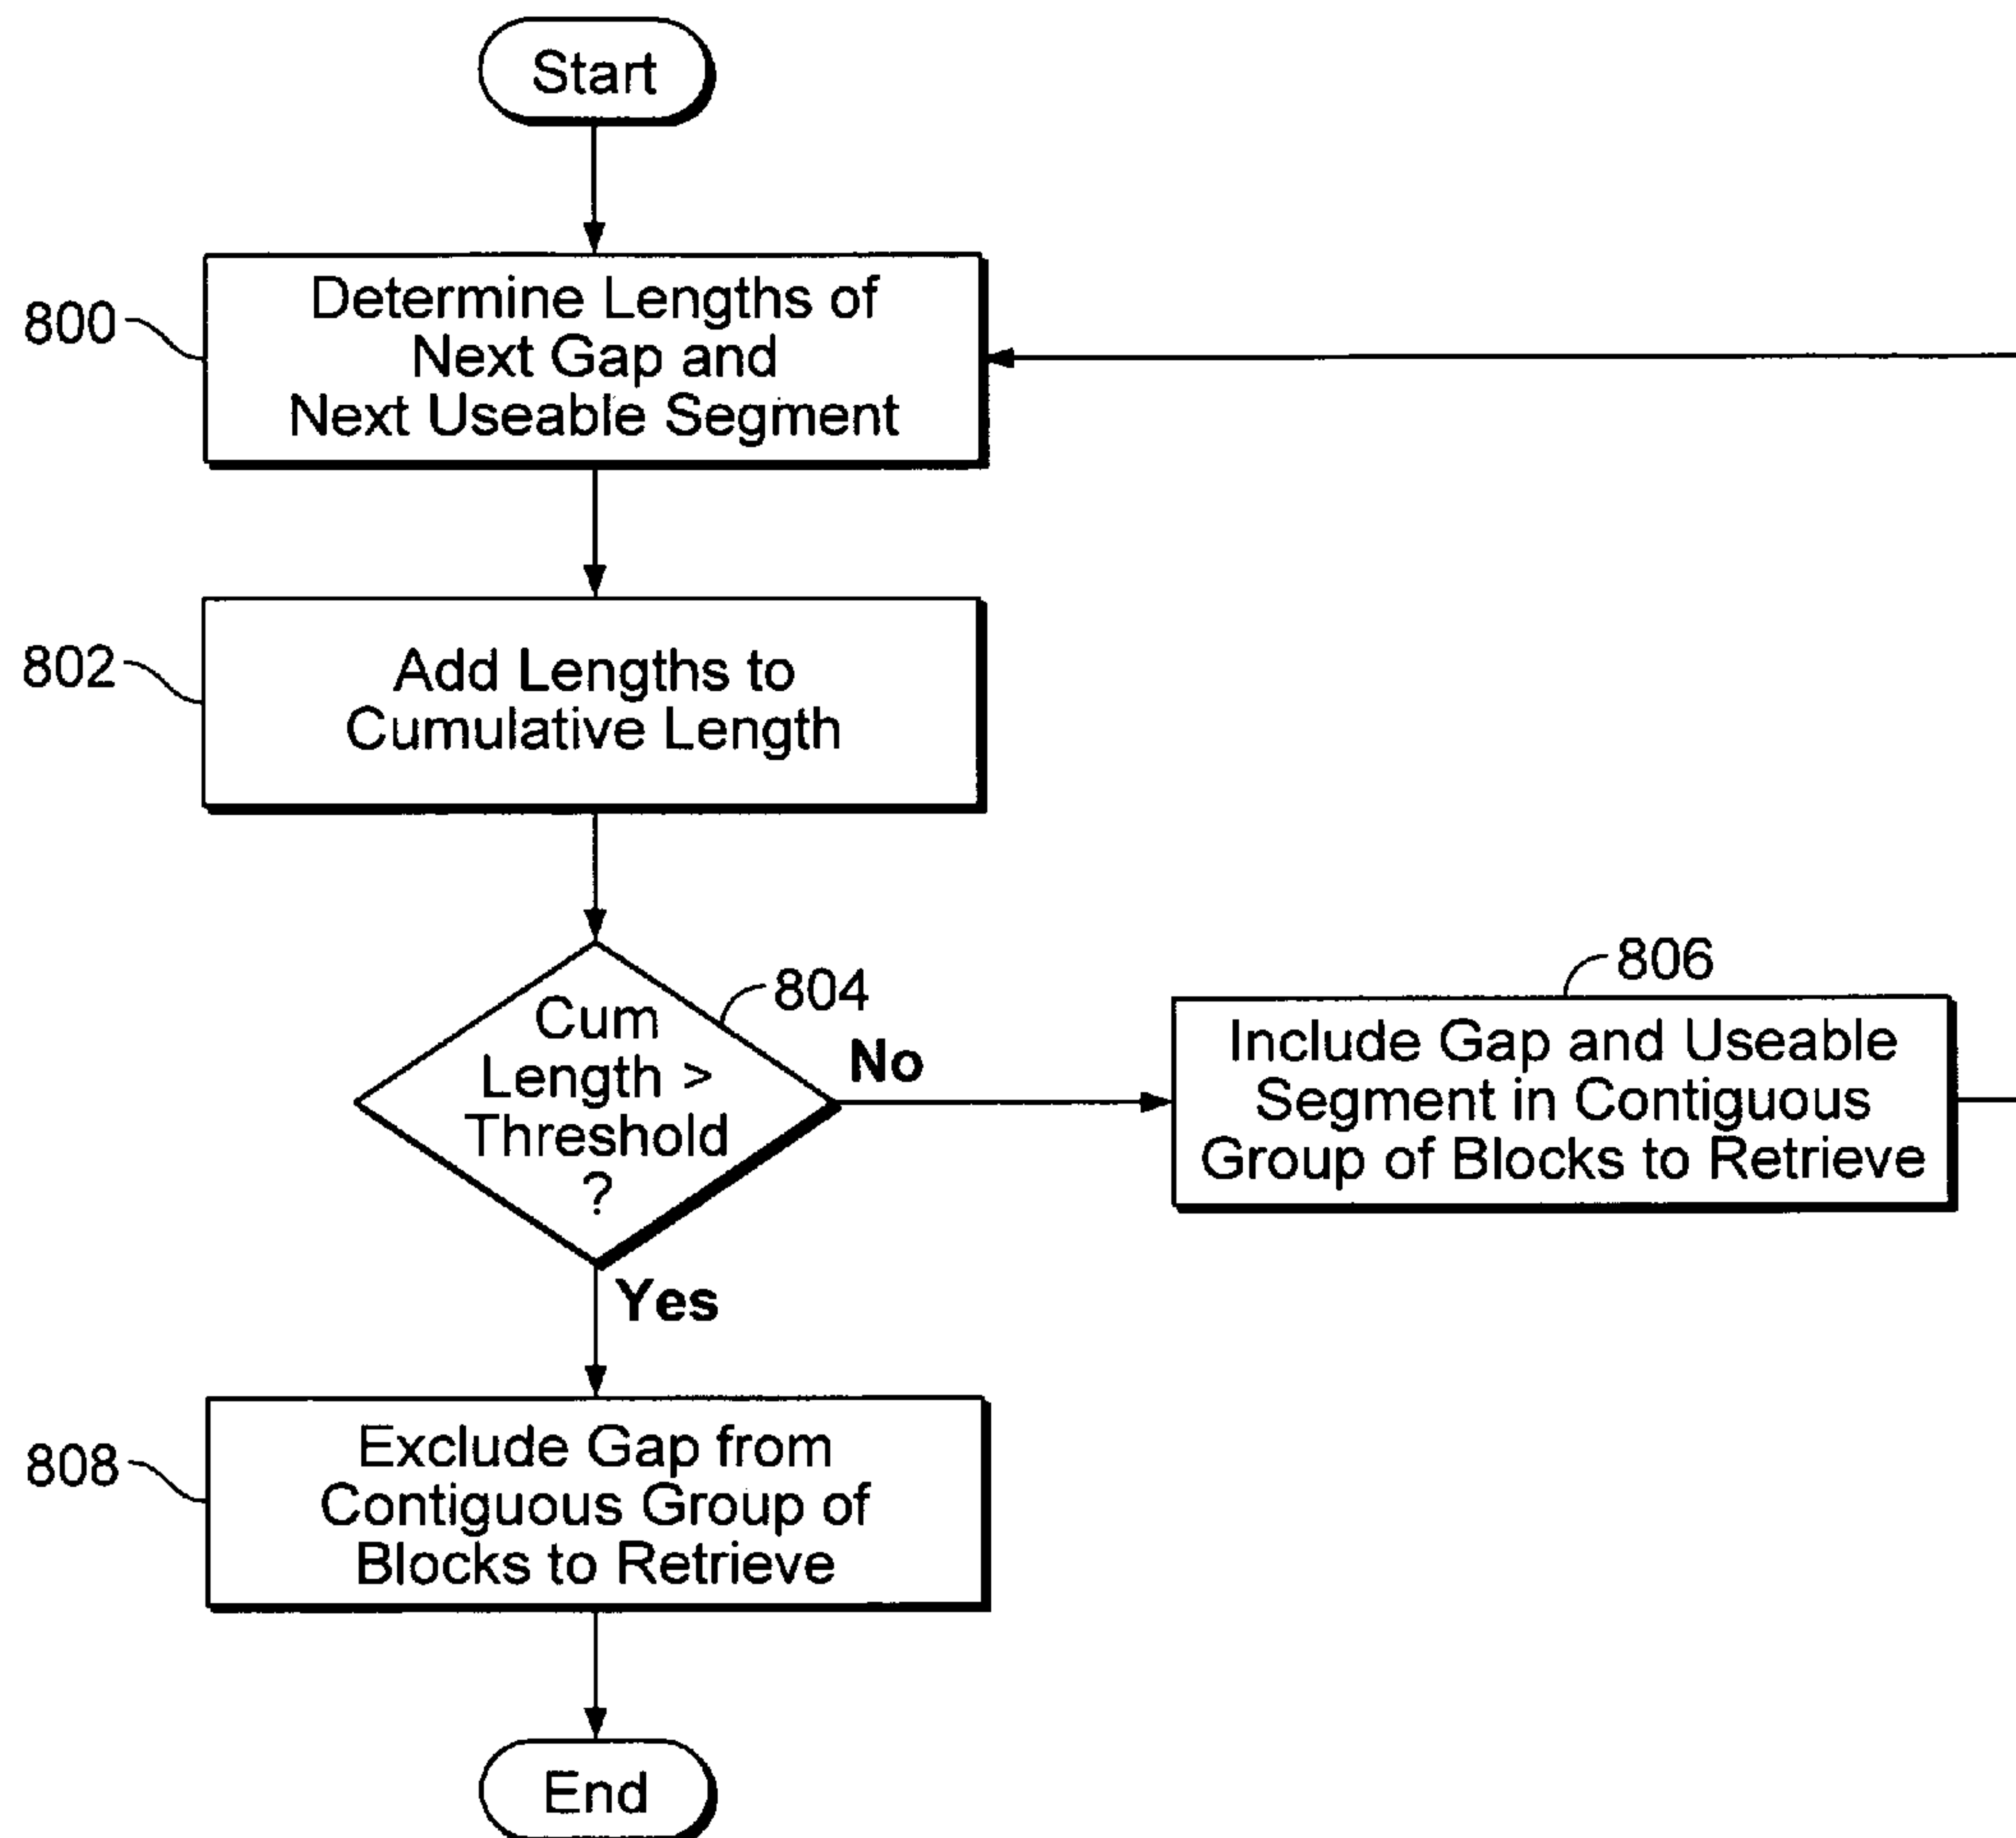 Start
800
Determine Lengths of
Next Gap and
Next Useable Segment
802
Add Lengths to
Cumulative Length
804
Cum
Length >
Threshold
?
No
806
Include Gap and Useable
Segment in Contiguous
Group of Blocks to Retrieve
Yes
808
Exclude Gap from
Contiguous Group of
Blocks to Retrieve
End